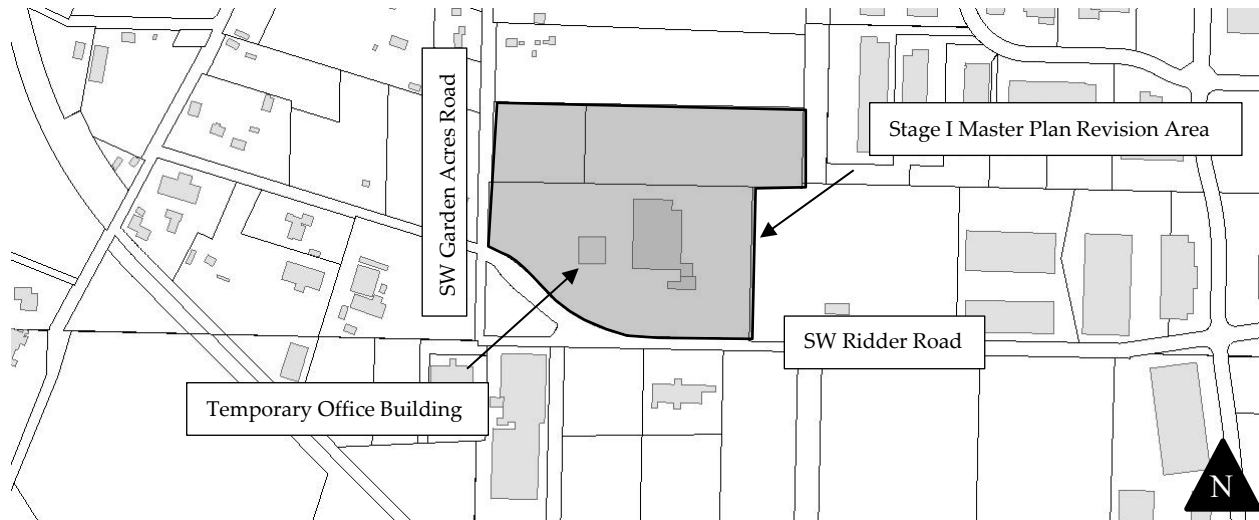 SW Garden Acres Road
Stage I Master Plan Revision Area
SW Ridder Road
Temporary Office Building
N